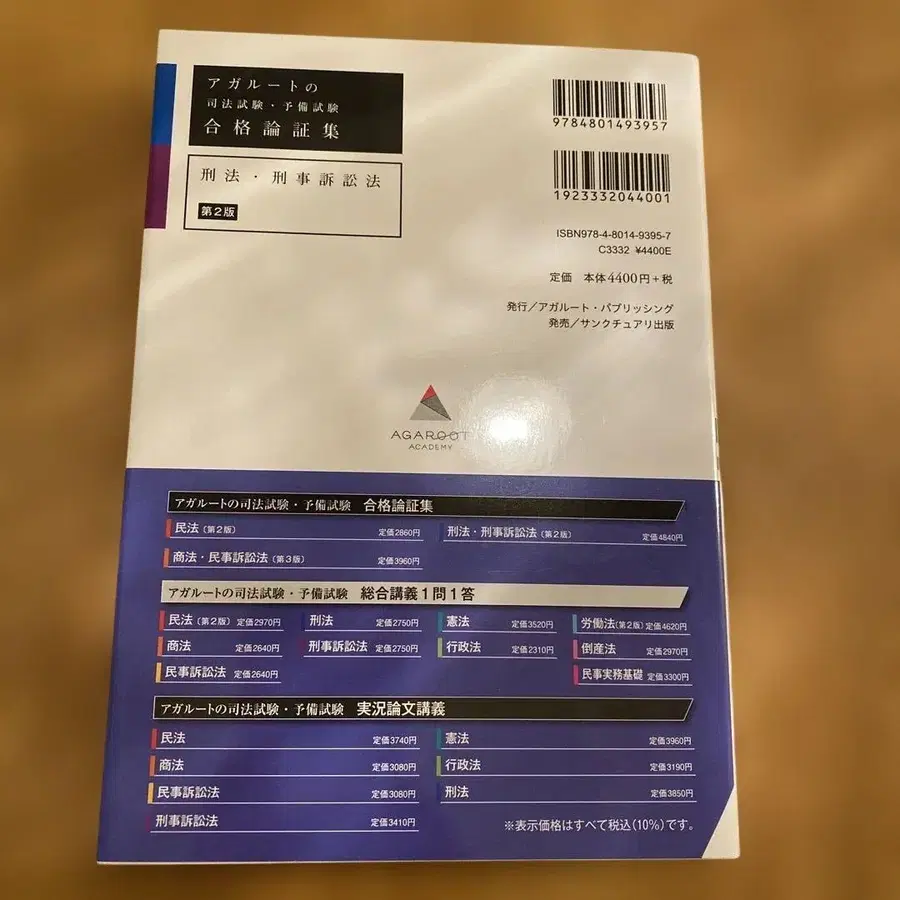 アガルートの
司法試験・予備試験
合格論証集
刑法・刑事訴訟法
第2版
9784801493957
1923332044001
ISBN978-4-8014-9395-7
C3332 ¥4400E
定価 本体4400円+税
発行/アガルート・パブリッシング
発売/サンクチュアリ出版
AGAROOT
ACADEMY
アガルートの司法試験・予備試験 合格論証集
民法(第2版) 定価2860円
刑法・刑事訴訟法(第2版) 定価4840円
商法・民事訴訟法(第3版) 定価3960円
アガルートの司法試験・予備試験 総合講義1問1答
民法(第2版) 定価2970円
刑法 定価2750円
憲法 定価3520円
労働法(第2版) 定価4620円
商法 定価2640円
刑事訴訟法 定価2750円
行政法 定価2310円
倒産法 定価2970円
民事訴訟法 定価2640円
民事実務基礎 定価3300円
アガルートの司法試験・予備試験 実況論文講義
民法 定価3740円
憲法 定価3960円
商法 定価3080円
行政法 定価3190円
民事訴訟法 定価3080円
刑法 定価3850円
刑事訴訟法 定価3410円
※表示価格はすべて税込(10%)です。